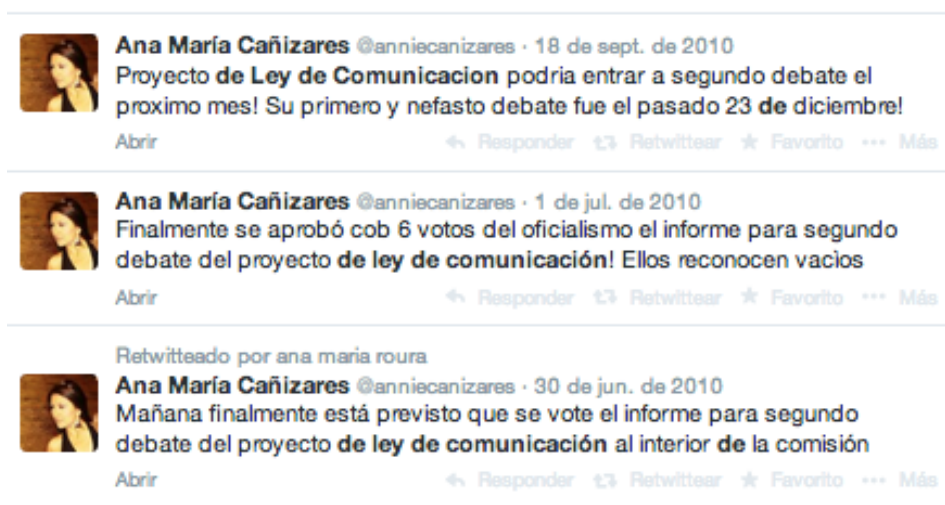 Ana María Cañizares @anniecanizares · 18 de sept. de 2010
Proyecto de Ley de Comunicacion podria entrar a segundo debate el
proximo mes! Su primero y nefasto debate fue el pasado 23 de diciembre!
Abrir Responder Retwittear Favorito ··· Más
Ana María Cañizares @anniecanizares · 1 de jul. de 2010
Finalmente se aprobó cob 6 votos del oficialismo el informe para segundo
debate del proyecto de ley de comunicación! Ellos reconocen vacìos
Abrir Responder Retwittear Favorito ··· Más
Retwitteado por ana maria roura
Ana María Cañizares @anniecanizares · 30 de jun. de 2010
Mañana finalmente está previsto que se vote el informe para segundo
debate del proyecto de ley de comunicación al interior de la comisión
Abrir Responder Retwittear Favorito ··· Más